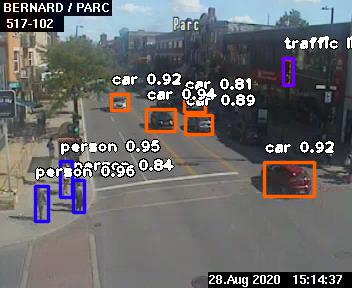 BERNARD / PARC
517-102
Parc
traffic l
car 0.92
car 0.81
car 0.94
car 0.89
person 0.95
person 0.84
person 0.96
car 0.92
28.Aug 2020 15:14:37